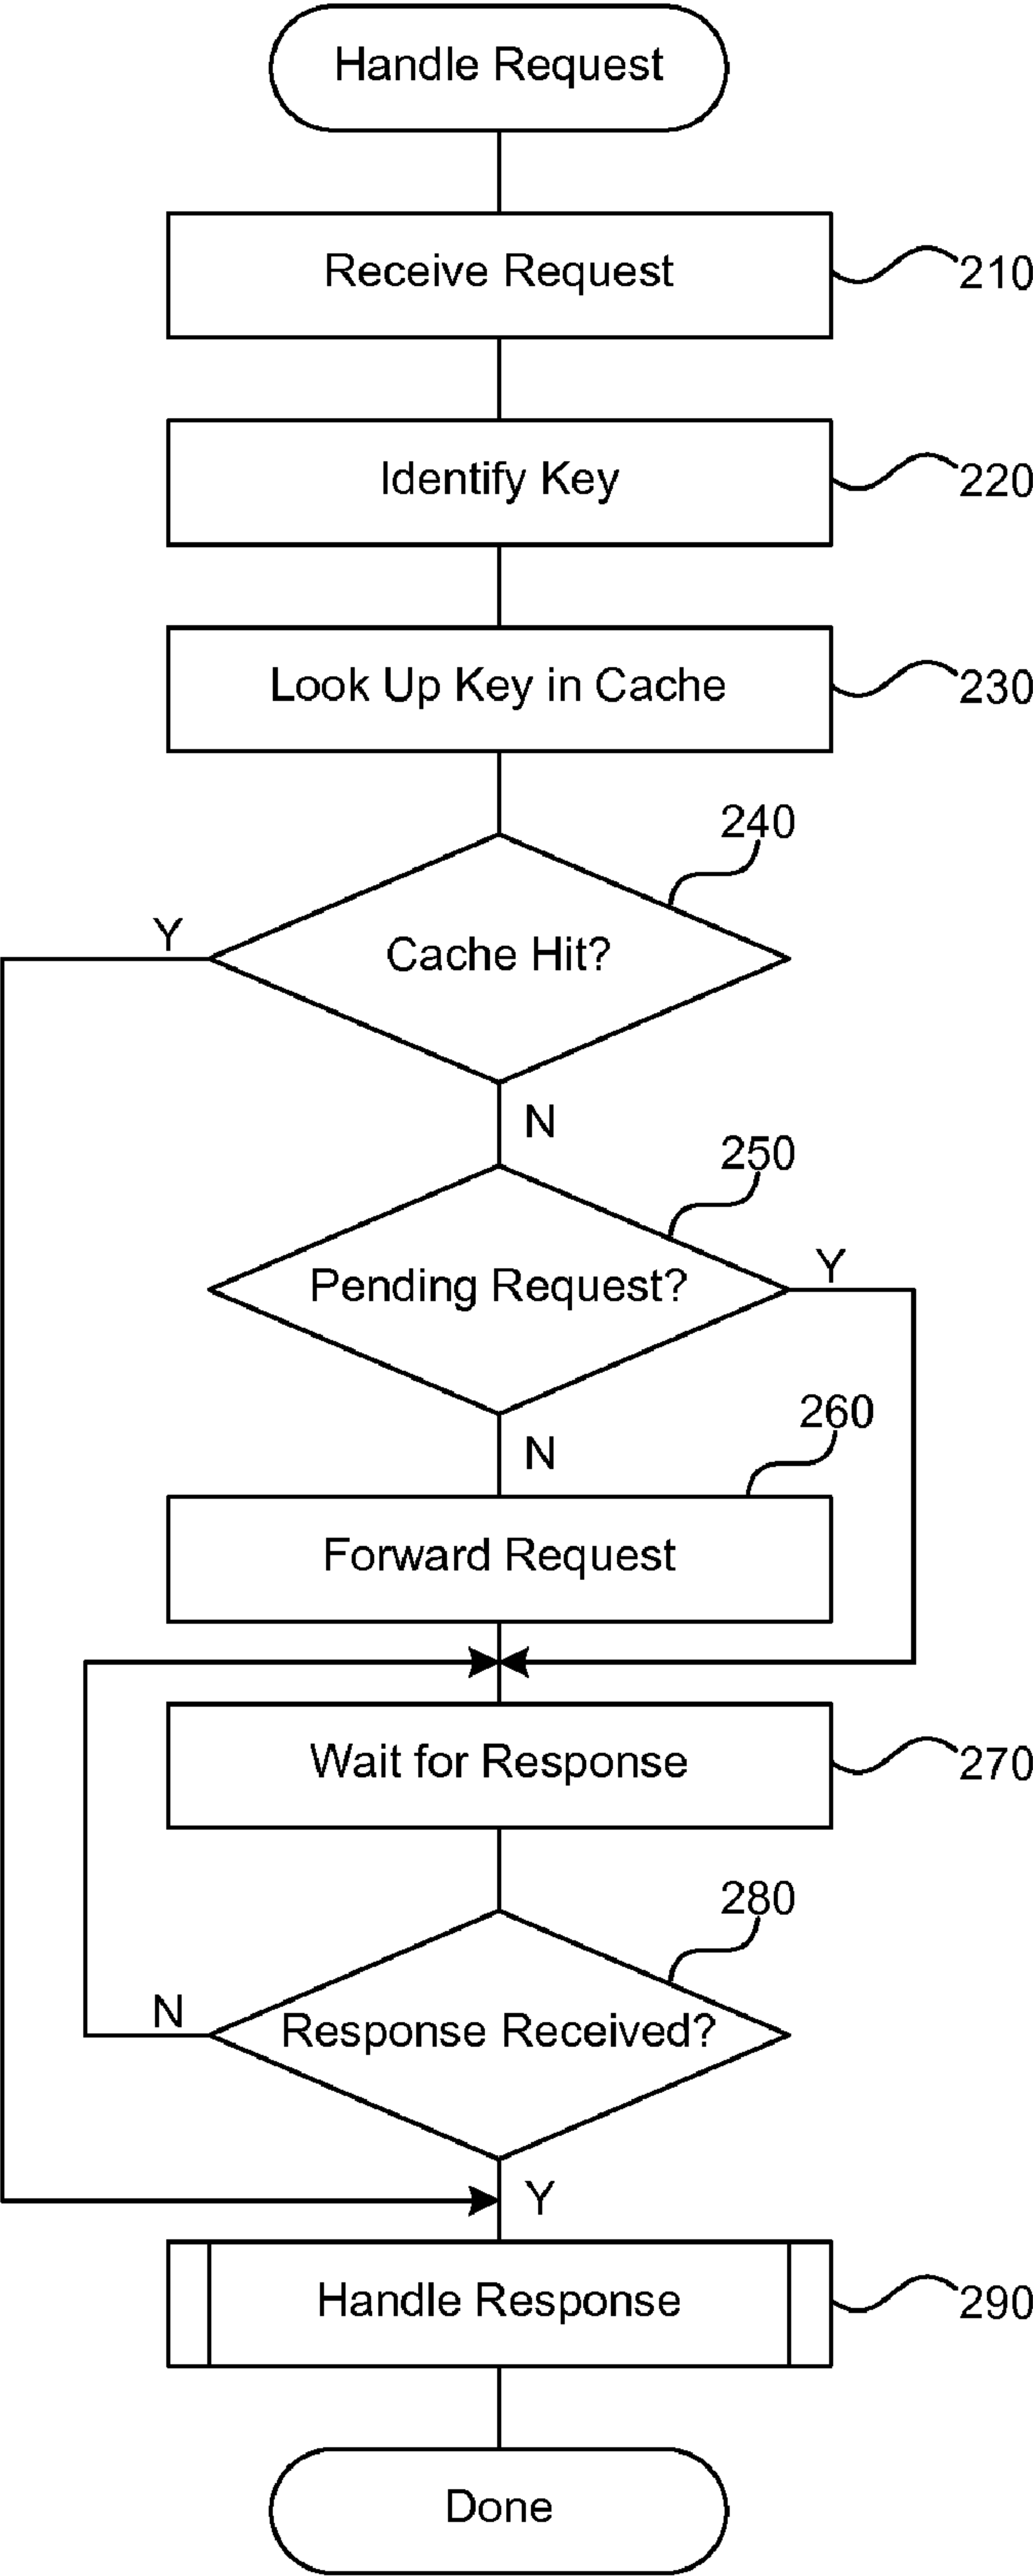 Handle Request
Receive Request
210
Identify Key
220
Look Up Key in Cache
230
240
Y
Cache Hit?
N
250
Pending Request?
Y
260
N
Forward Request
Wait for Response
270
280
N
Response Received?
Y
Handle Response
290
Done